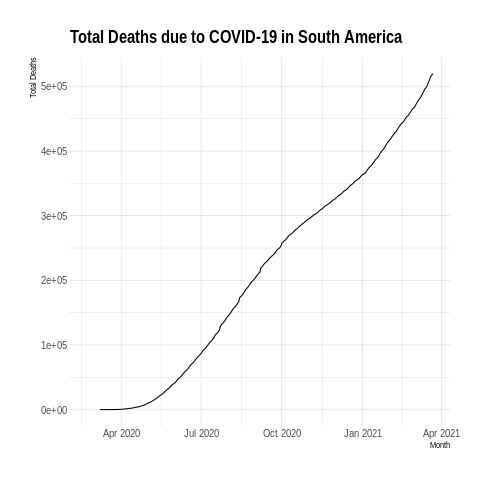 Total Deaths due to COVID-19 in South America
Total Deaths
5e+05
4e+05
3e+05
2e+05
1e+05
0e+00
Apr 2020 Jul 2020 Oct 2020 Jan 2021 Apr 2021
Month